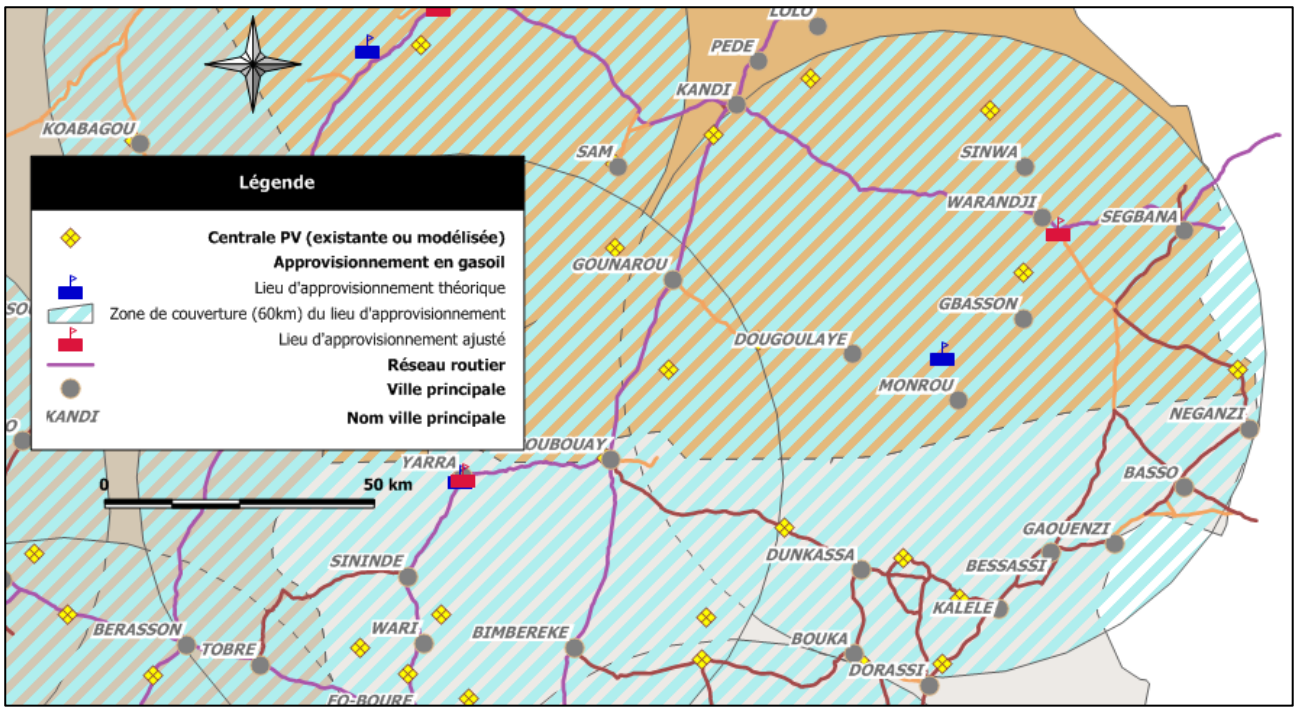 LOLO
PEDE
KANDI
KOABAGOU
SAM
SINWA
WARANDJI
SEGBANA
Légende
Centrale PV (existante ou modélisée)
Approvisionnement en gasoil
Lieu d'approvisionnement théorique
Zone de couverture (60km) du lieu d'approvisionnement
Lieu d'approvisionnement ajusté
Réseau routier
Ville principale
KANDI
Nom ville principale
GOUNAROU
GBASSON
DOUGOULAYE
MONROU
NEGANZI
OUBOUAY
YARRA
BASSO
0
50 km
GAOUENZI
DUNKASSA
BESSASSI
SININDE
KALELE
BERASSON
TOBRE
WARI
BIMBEREKE
BOUKA
DORASSI
FO-BOURE